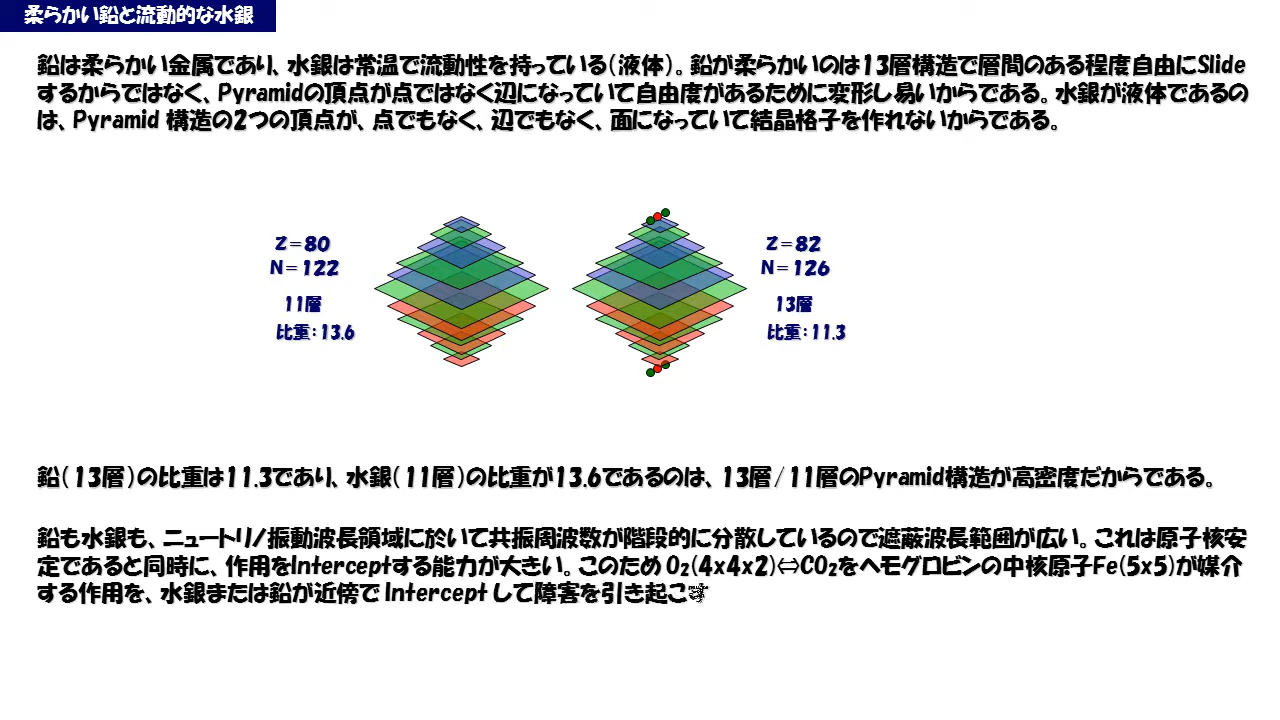 柔らかい鉛と流動的な水銀
鉛は柔らかい金属であり、水銀は常温で流動性を持っている(液体)。鉛が柔らかいのは13層構造で層間のある程度自由にSlide
するからではなく、Pyramidの頂点が点ではなく辺になっていて自由度があるために変形し易いからである。水銀が液体であるの
は、Pyramid 構造の2つの頂点が、点でもなく、辺でもなく、面になっていて結晶格子を作れないからである。
Z=80
N=122
11層
比重:13.6
Z=82
N=126
13層
比重:11.3
鉛(13層)の比重は11.3であり、水銀(11層)の比重が13.6であるのは、13層/11層のPyramid構造が高密度だからである。
鉛も水銀も、ニュートリノ振動波長領域に於いて共振周波数が階段的に分散しているので遮蔽波長範囲が広い。これは原子核安
定であると同時に、作用をInterceptする能力が大きい。このため O₂(4x4x2)⇔CO₂をヘモグロビンの中核原子Fe(5x5)が媒介
する作用を、水銀または鉛が近傍で Intercept して障害を引き起こす